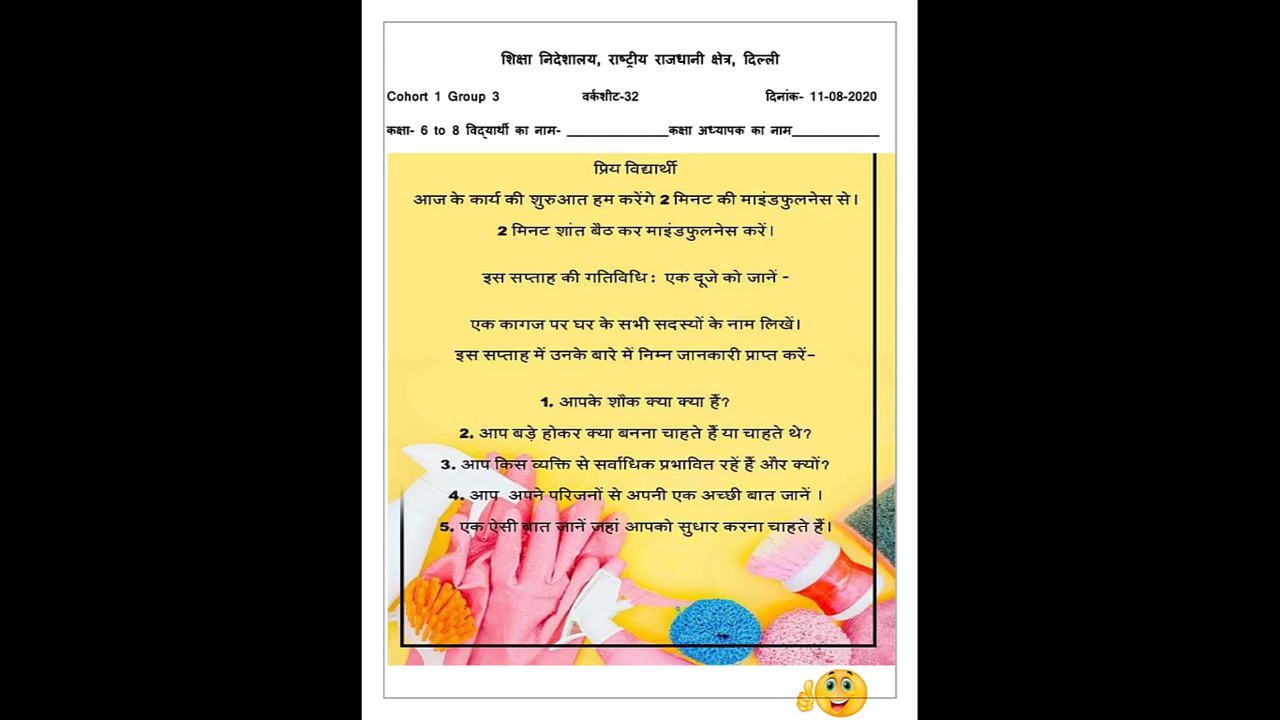 शिक्षा निदेशालय, राष्ट्रीय राजधानी क्षेत्र, दिल्ली
Cohort 1 Group 3 वर्कशीट-32 दिनांक- 11-08-2020
कक्षा- 6 to 8 विद्यार्थी का नाम- ______________कक्षा अध्यापक का नाम____________
प्रिय विद्यार्थी
आज के कार्य की शुरुआत हम करेंगे 2 मिनट की माइंडफुलनेस से।
2 मिनट शांत बैठ कर माइंडफुलनेस करें।
इस सप्ताह की गतिविधि : एक दूजे को जानें -
एक कागज पर घर के सभी सदस्यों के नाम लिखें।
इस सप्ताह में उनके बारे में निम्न जानकारी प्राप्त करें-
1. आपके शौक क्या क्या हैं?
2. आप बड़े होकर क्या बनना चाहते हैं या चाहते थे?
3. आप किस व्यक्ति से सर्वाधिक प्रभावित रहें हैं और क्यों?
4. आप अपने परिजनों से अपनी एक अच्छी बात जानें ।
5. एक ऐसी बात जानें जहां आपको सुधार करना चाहते हैं।